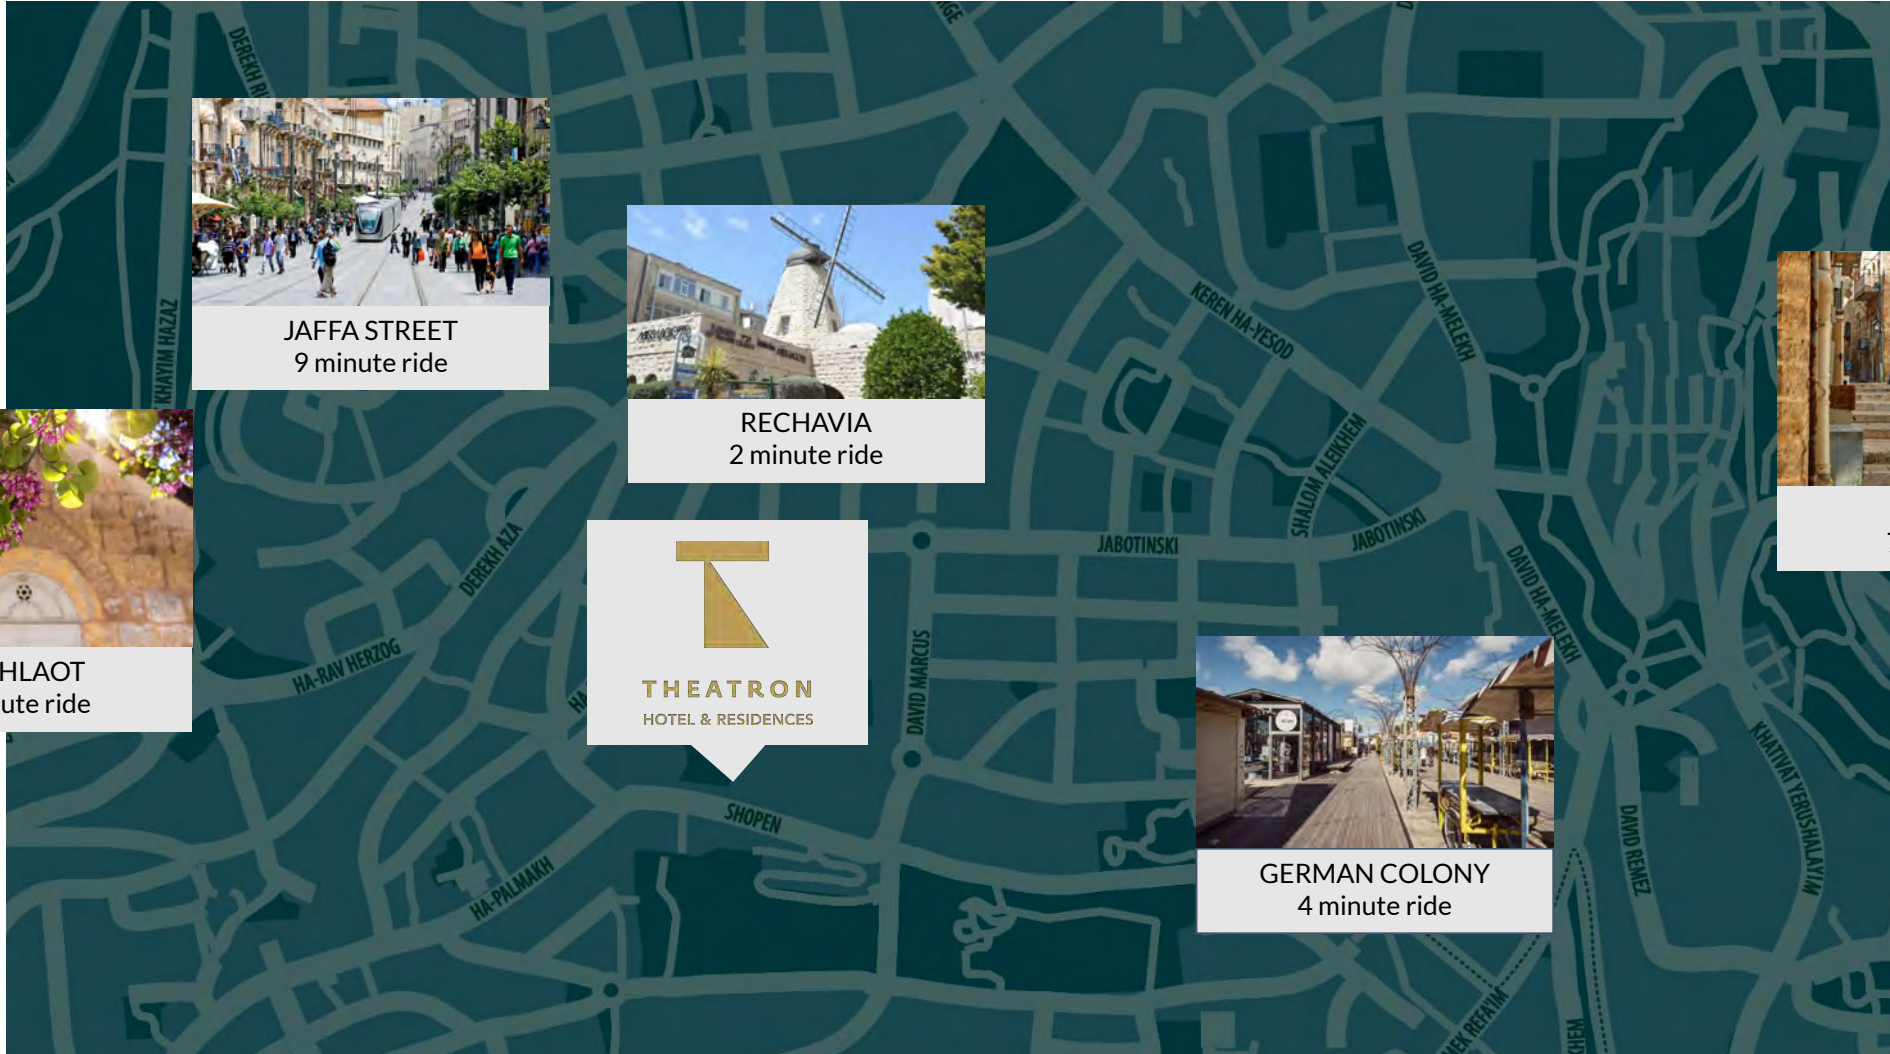 DEREKH
KHAYIM HAZAZ
JAFFA STREET
9 minute ride
RECHAVIA
2 minute ride
KEREN HA-YESOD
DAVID HA-MELEKH
SHALOM ALEIKHEM
JABOTINSKI
JABOTINSKI
DAVID HA-MELEKH
DEREKH AZA
HA-RAV HERZOG
HLAOT
ute ride
THEATRON
HOTEL & RESIDENCES
DAVID MARCUS
SHOPEN
HA-PALMAKH
GERMAN COLONY
4 minute ride
KHATIVAT YERUSHALAYIM
DAVID REMEZ
MEK REFA'IM
KHEM